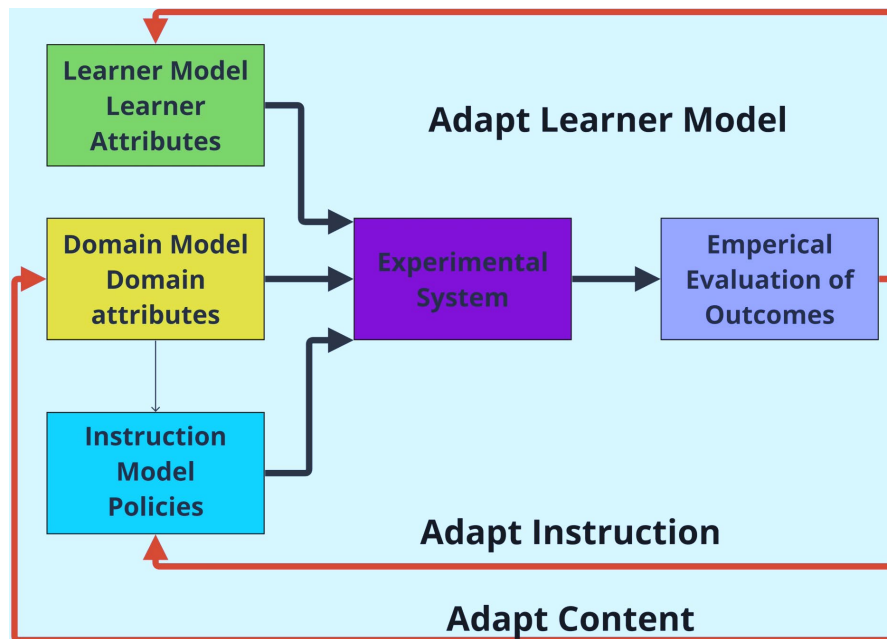 Learner Model
Learner
Attributes
Adapt Learner Model
Domain Model
Domain
attributes
Experimental
System
Emperical
Evaluation of
Outcomes
Instruction
Model
Policies
Adapt Instruction
Adapt Content